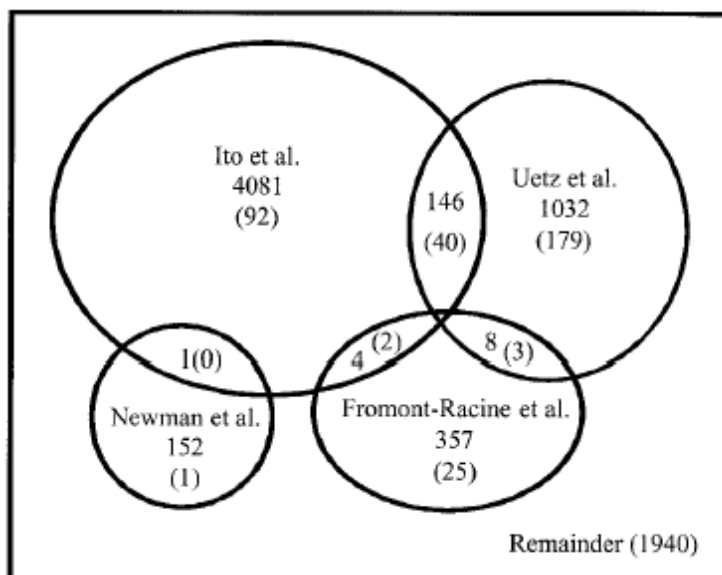 Ito et al.
4081
(92)
146
(40)
Uetz et al.
1032
(179)
1(0)
4 (2)
8 (3)
Newman et al.
152
(1)
Fromont-Racine et al.
357
(25)
Remainder (1940)